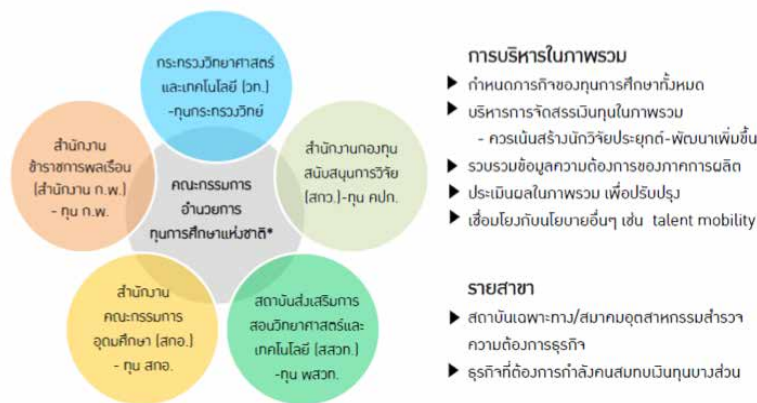 กระทรวงวิทยาศาสตร์
และเทคโนโลยี (วท.)
-ทุนกระทรวงวิทย์
สำนักงาน
ข้าราชการพลเรือน
(สำนักงาน ก.พ.)
- ทุน ก.พ.
สำนักงานกองทุน
สนับสนุนการวิจัย
(สกว.)-ทุน คปก.
คณะกรรมการ
อำนวยการ
ทุนการศึกษาแห่งชาติ*
สำนักงาน
คณะกรรมการ
อุดมศึกษา (สกอ.)
- ทุน สกอ.
สถาบันส่งเสริมการ
สอนวิทยาศาสตร์และ
เทคโนโลยี (สสวท.)
-ทุน พสวท.
การบริหารในภาพรวม
▶ กำหนดภารกิจของทุนการศึกษาทั้งหมด
▶ บริหารการจัดสรรเงินทุนในภาพรวม
- ควรเน้นสร้างนักวิจัยประยุกต์-พัฒนาเพิ่มขึ้น
▶ รวบรวมข้อมูลความต้องการของภาคการผลิต
▶ ประเมินผลในภาพรวม เพื่อปรับปรุง
▶ เชื่อมโยงกับนโยบายอื่นๆ เช่น talent mobility
รายสาขา
▶ สถาบันเฉพาะทาง/สมาคมอุตสาหกรรมสำรวจ
ความต้องการธุรกิจ
▶ ธุรกิจที่ต้องการกำลังคนสมทบเงินทุนบางส่วน